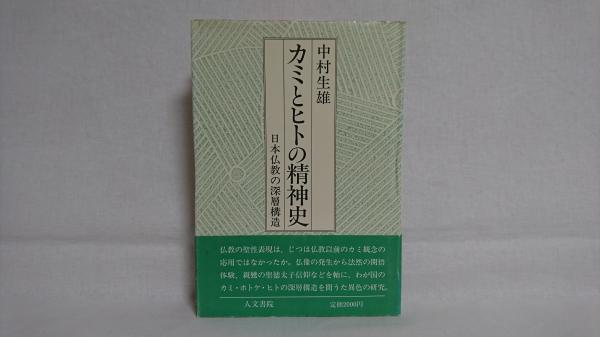 中村生雄
カミとヒトの精神史
日本仏教の深層構造
仏教の聖性表現は、じつは仏教以前のカミ観念の
応用ではなかったか。仏像の発生から法然の開悟
体験、親鸞の聖徳太子信仰などを軸に、わが国の
カミ・ホトケ・ヒトの深層構造を問うた異色の研究。
人文書院
定価2000円